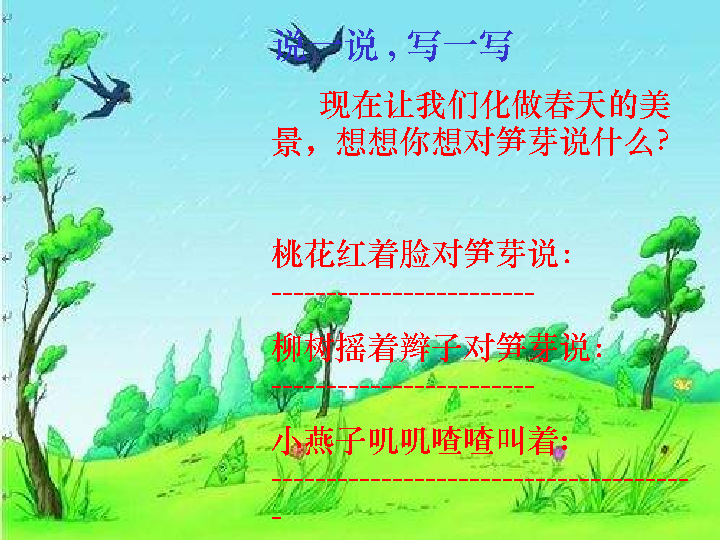 说一说，写一写
现在让我们化做春天的美
景，想想你想对笋芽说什么?
桃花红着脸对笋芽说：
------------------------
柳树摇着辫子对笋芽说：
------------------------
小燕子叽叽喳喳叫着：
--------------------------------------
-